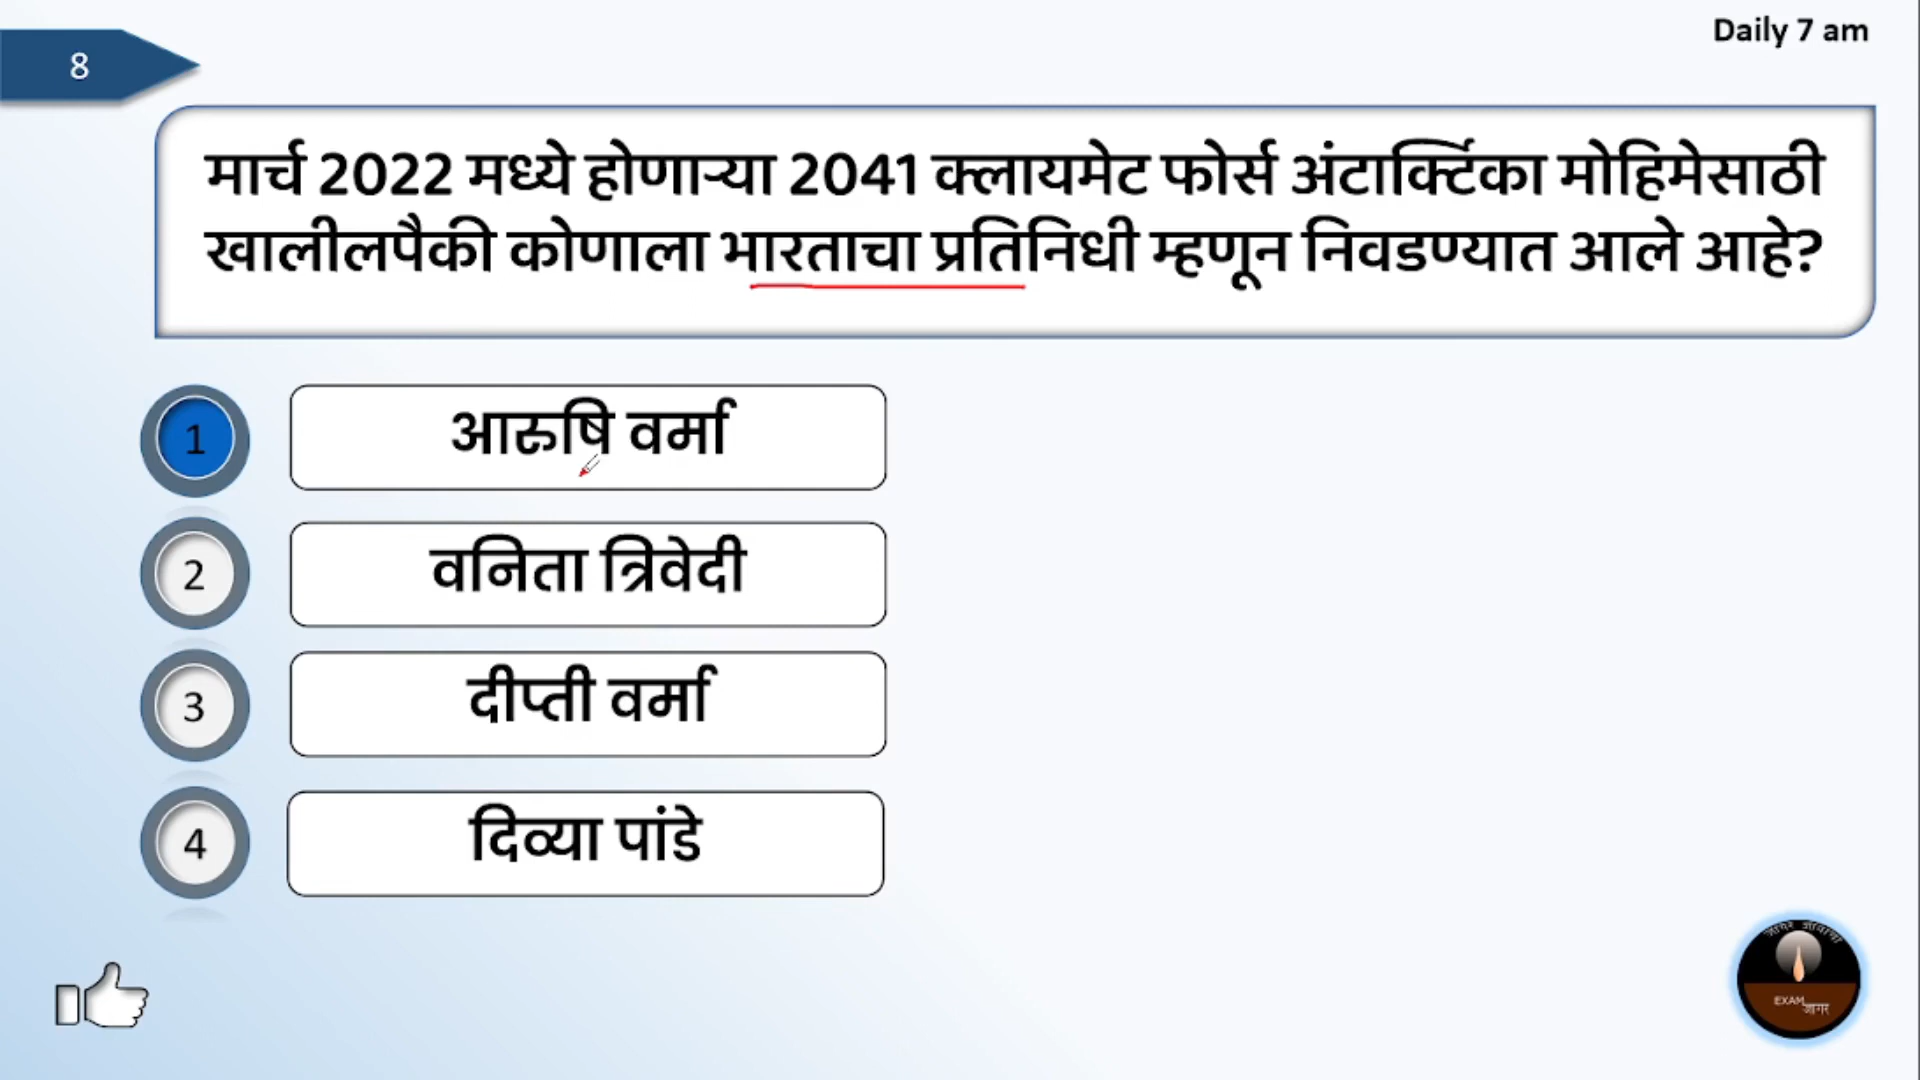 Daily 7 am
8
मार्च 2022 मध्ये होणाऱ्या 2041 क्लायमेट फोर्स अंटार्क्टिका मोहिमेसाठी
खालीलपैकी कोणाला भारताचा प्रतिनिधी म्हणून निवडण्यात आले आहे?
1 आरुषि वर्मा
2 वनिता त्रिवेदी
3 दीप्ती वर्मा
4 दिव्या पांडे
EXAM
जागर